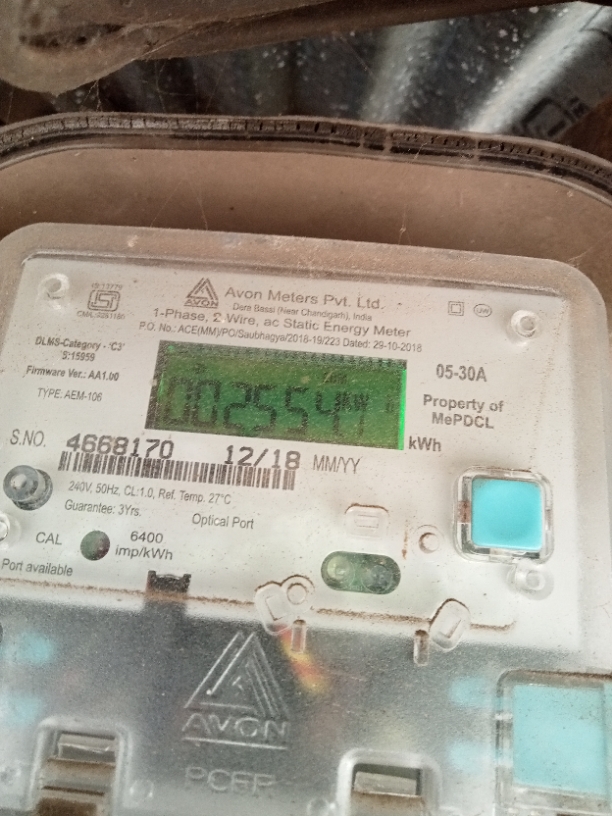 AVON
Avon Meters Pvt. Ltd.
Dera Bassi (Near Chandigarh), India
1-Phase, 2 Wire, ac Static Energy Meter
P.O. No.: ACE(MM)/PO/Saubhagya/2018-19/223 Dated: 29-10-2018
DLMS-Category - 'C3'
Firmware Ver.: AA1.00
TYPE: AEM-106
05-30A
Property of
MePDCL
kWh
S.NO. 4668170 12/18 MM/YY
240V, 50Hz, CL:1.0, Ref. Temp. 27°C
Guarantee: 3Yrs.
Optical Port
CAL 6400
imp/kWh
Port available
AVON